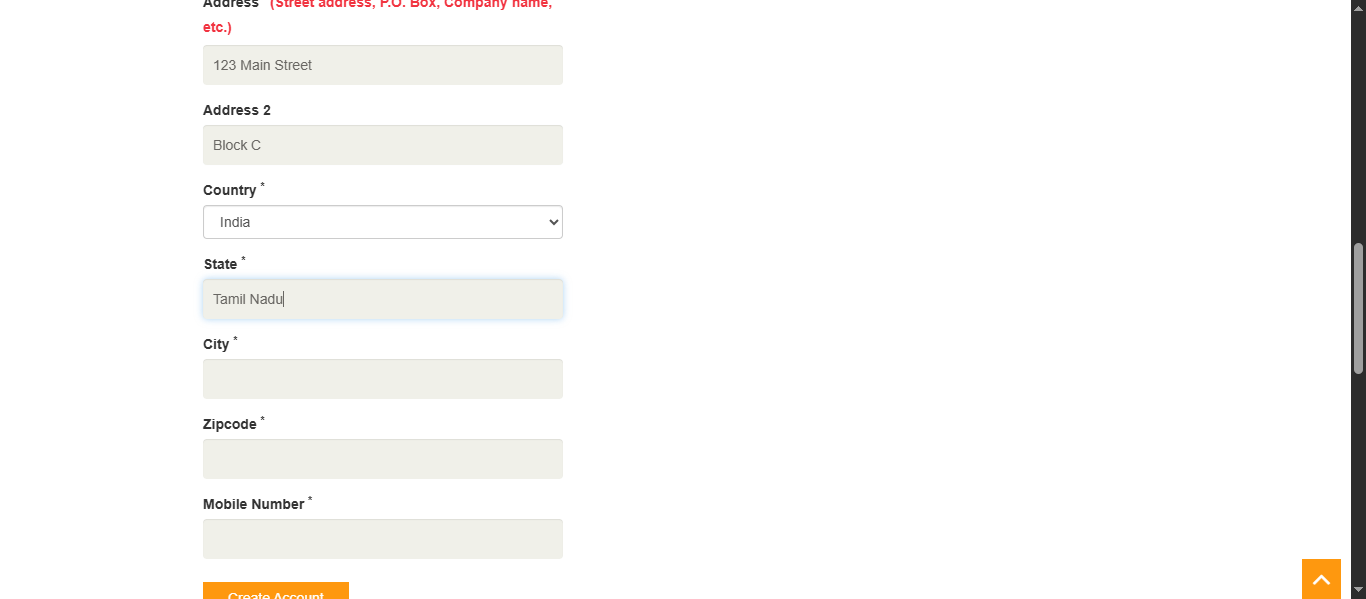 Address * (Street address, P.O. Box, Company name,
etc.)
123 Main Street
Address 2
Block C
Country *
India
State *
Tamil Nadu
City *
Zipcode *
Mobile Number *
Create Account